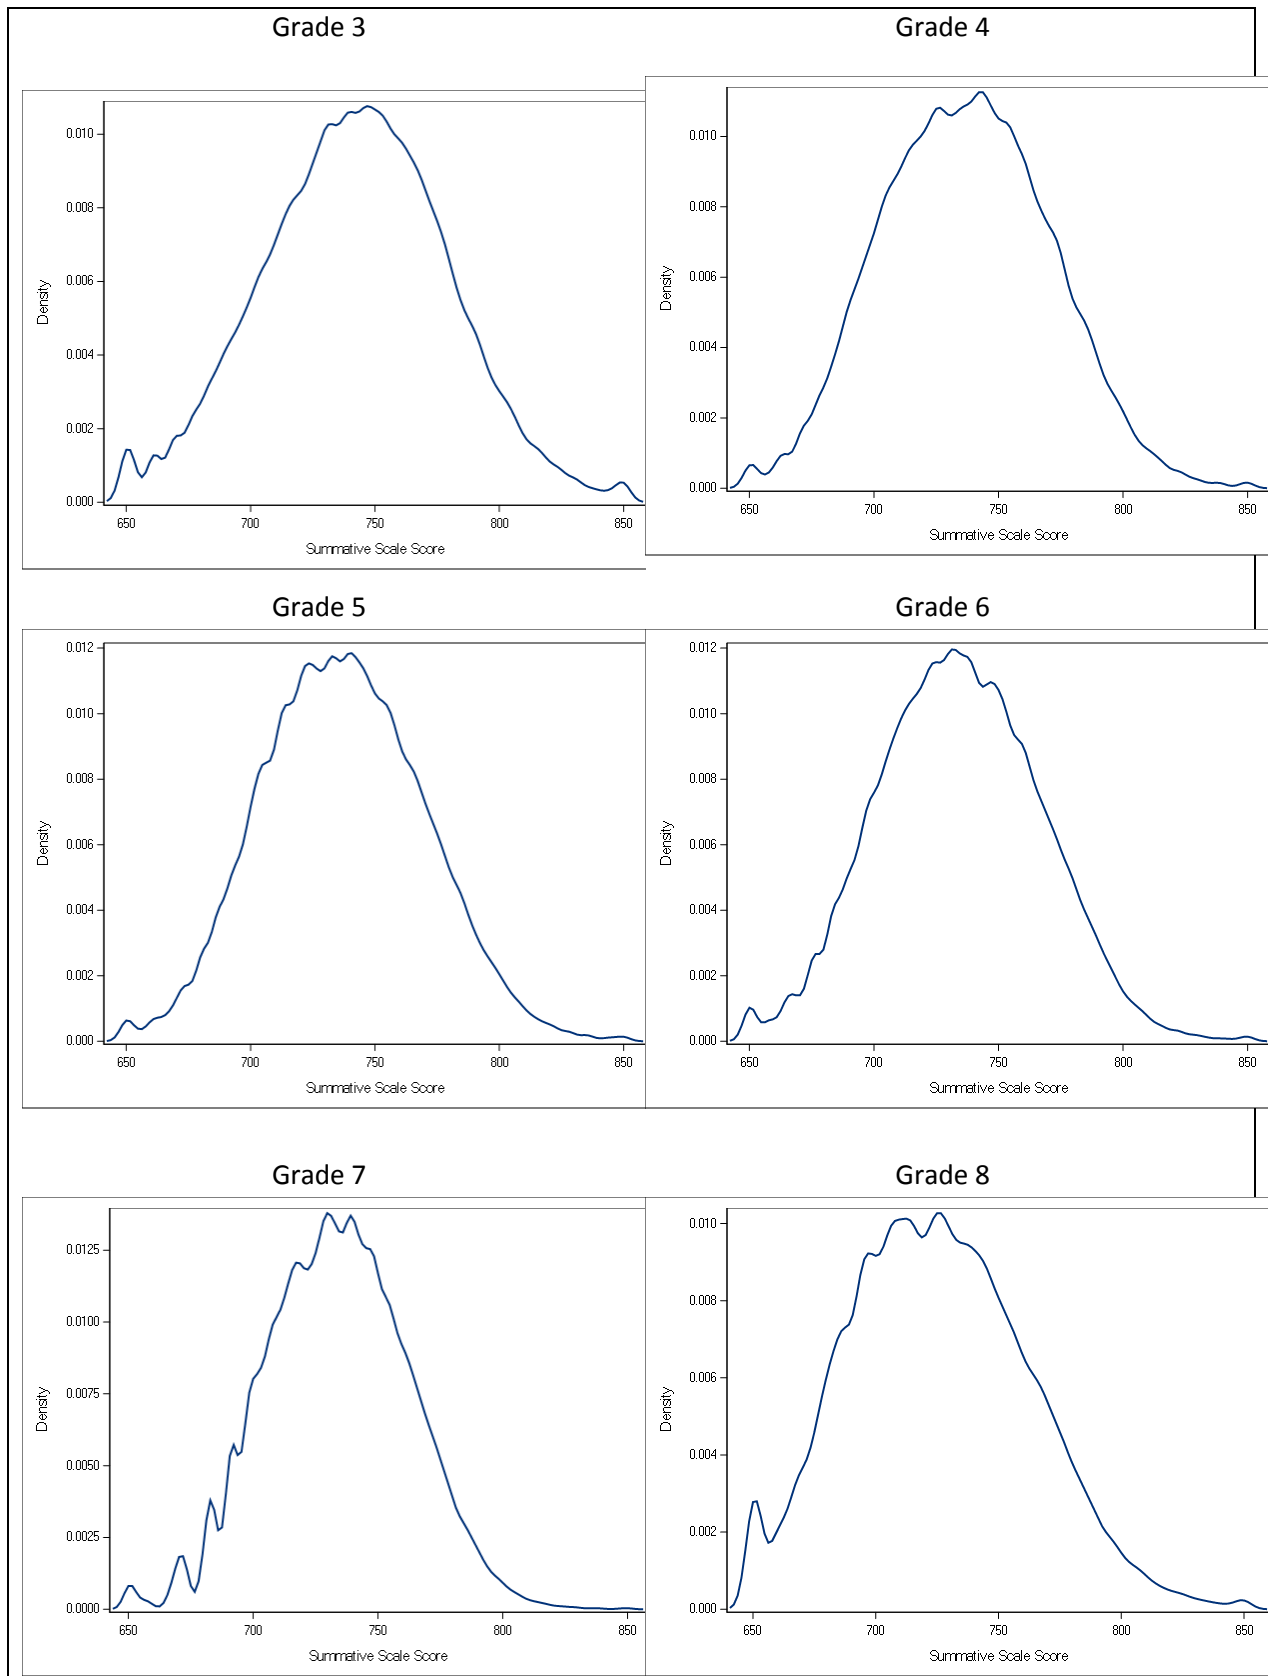 Grade 3
Grade 4
0.010
0.008
0.006
0.004
0.002
0.000
Density
650 700 750 800 850
Summative Scale Score
0.010
0.008
0.006
0.004
0.002
0.000
Density
650 700 750 800 850
Summative Scale Score
Grade 5
Grade 6
0.012
0.010
0.008
0.006
0.004
0.002
0.000
Density
650 700 750 800 850
Summative Scale Score
0.012
0.010
0.008
0.006
0.004
0.002
0.000
Density
650 700 750 800 850
Summative Scale Score
Grade 7
Grade 8
0.0125
0.0100
0.0075
0.0050
0.0025
0.0000
Density
650 700 750 800 850
Summative Scale Score
0.010
0.008
0.006
0.004
0.002
0.000
Density
650 700 750 800 850
Summative Scale Score